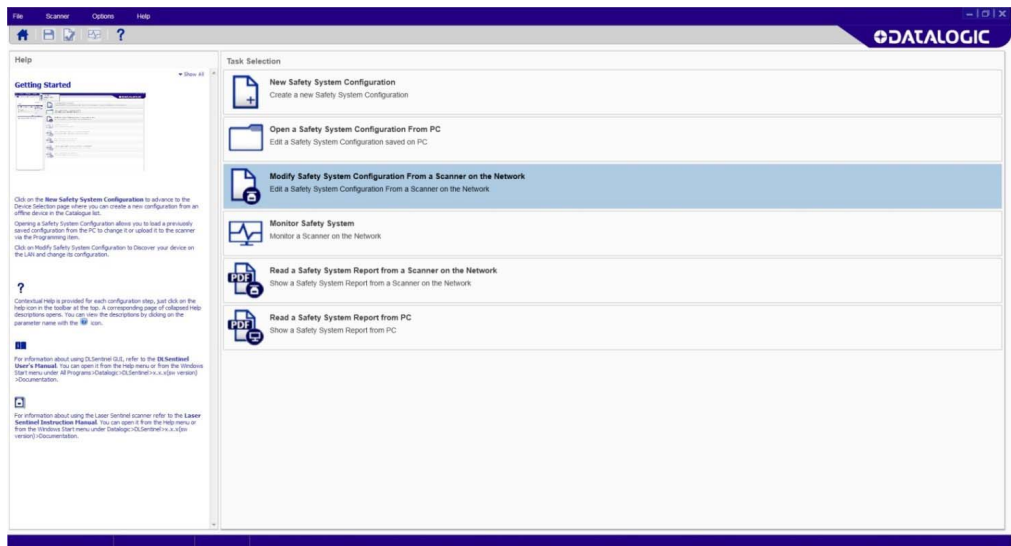 File Scanner Options Help
DATALOGIC
Help
Show All
Getting Started
Click on the New Safety System Configuration to advance to the
Device Selection page where you can create a new configuration from an
offline device in the Catalogue list.
Opening a Safety System Configuration allows you to load a previously
saved configuration from the PC to change it or upload it to the scanner
via the Programming item.
Click on Modify Safety System Configuration to Discover your device on
the LAN and change its configuration.
?
Contextual Help is provided for each configuration step, just click on the
help icon in the toolbar at the top. A corresponding page of collapsed Help
descriptions opens. You can view the descriptions by clicking on the
parameter name with the icon.
For information about using DLSentinel GUI, refer to the DLSentinel
User's Manual. You can open it from the Help menu or from the Windows
Start menu under All Programs>Datalogic>DLSentinel>x.x.x(sw version)
>Documentation.
For information about using the Laser Sentinel scanner refer to the Laser
Sentinel Instruction Manual. You can open it from the Help menu or
from the Windows Start menu under Datalogic>DLSentinel>x.x.x(sw
version)>Documentation.
Task Selection
New Safety System Configuration
Create a new Safety System Configuration
Open a Safety System Configuration From PC
Edit a Safety System Configuration saved on PC
Modify Safety System Configuration From a Scanner on the Network
Edit a Safety System Configuration From a Scanner on the Network
Monitor Safety System
Monitor a Scanner on the Network
PDF
Read a Safety System Report from a Scanner on the Network
Show a Safety System Report from a Scanner on the Network
PDF
Read a Safety System Report from PC
Show a Safety System Report from PC